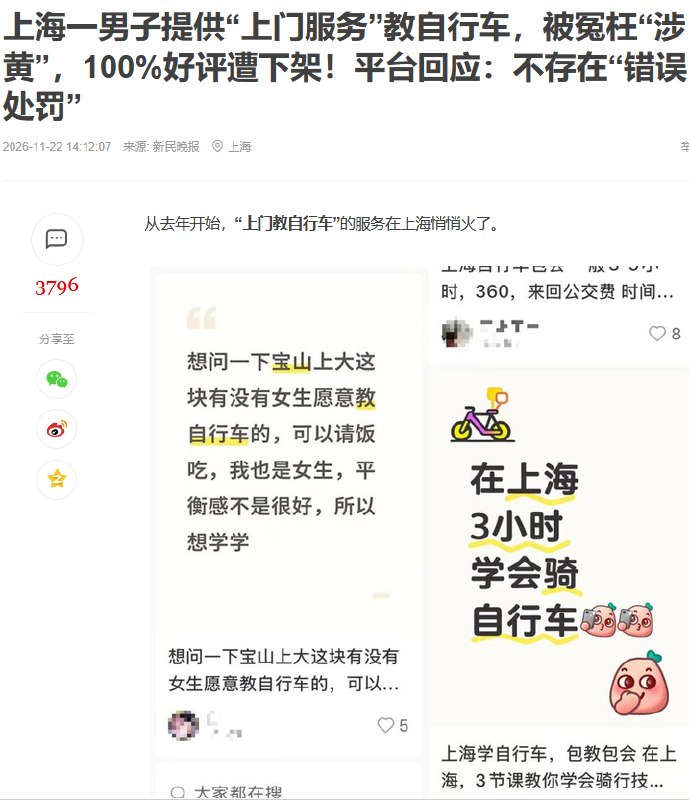 上海一男子提供“上门服务”教自行车，被冤枉“涉
黄”，100%好评遭下架！平台回应：不存在“错误
处罚”
2026-11-22 14:12:07 来源: 新民晚报 上海
举
从去年开始，“上门教自行车”的服务在上海悄悄火了。
3796
分享至
想问一下宝山上大这
块有没有女生愿意教
自行车的，可以请饭
吃，我也是女生，平
衡感不是很好，所以
想学学
想问一下宝山上大这块有没有
女生愿意教自行车的，可以...
5
大家都在搜
时，360，来回公交费 时间...
8
在上海
3小时
学会骑
自行车
上海学自行车，包教包会 在上
海，3节课教你学会骑行技...